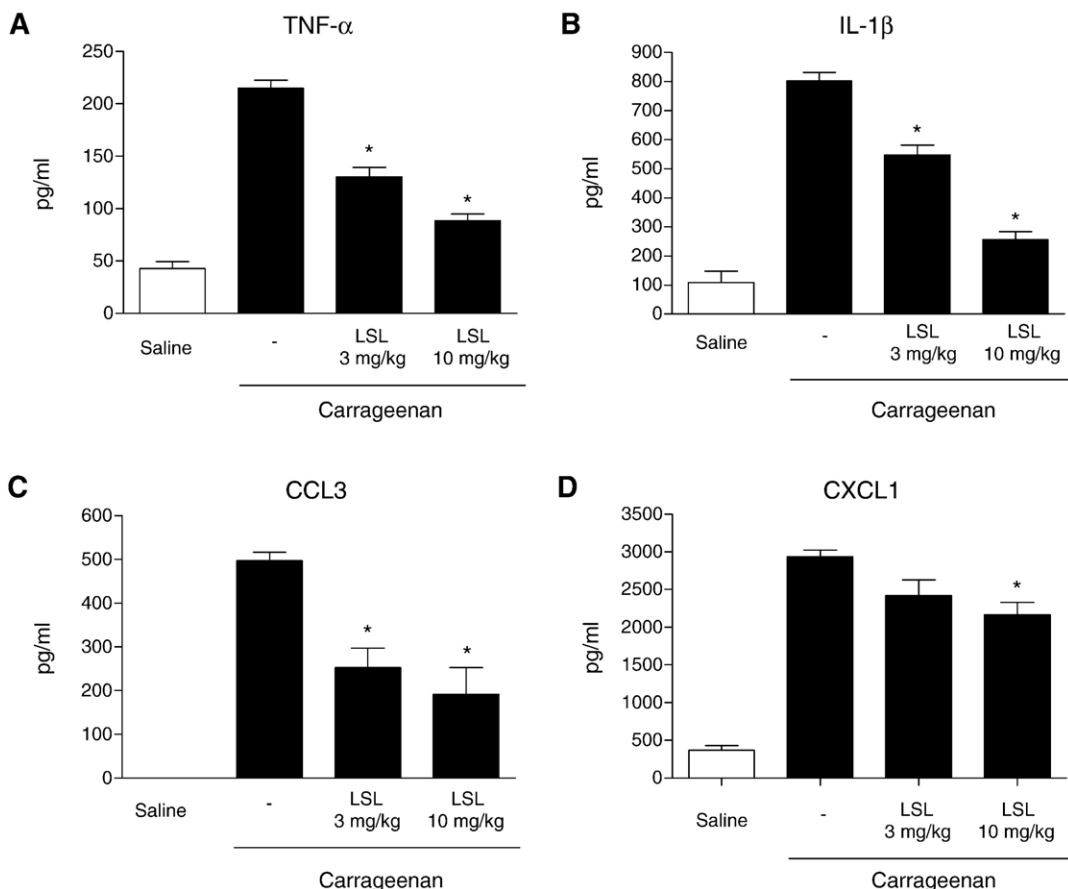 A
TNF-α
pg/ml
250
200
150
100
50
0
*
*
Saline
-
LSL
3 mg/kg
LSL
10 mg/kg
Carrageenan
B
IL-1β
pg/ml
900
800
700
600
500
400
300
200
100
0
*
*
Saline
-
LSL
3 mg/kg
LSL
10 mg/kg
Carrageenan
C
CCL3
pg/ml
600
500
400
300
200
100
0
*
*
Saline
-
LSL
3 mg/kg
LSL
10 mg/kg
Carrageenan
D
CXCL1
pg/ml
3500
3000
2500
2000
1500
1000
500
0
*
Saline
-
LSL
3 mg/kg
LSL
10 mg/kg
Carrageenan